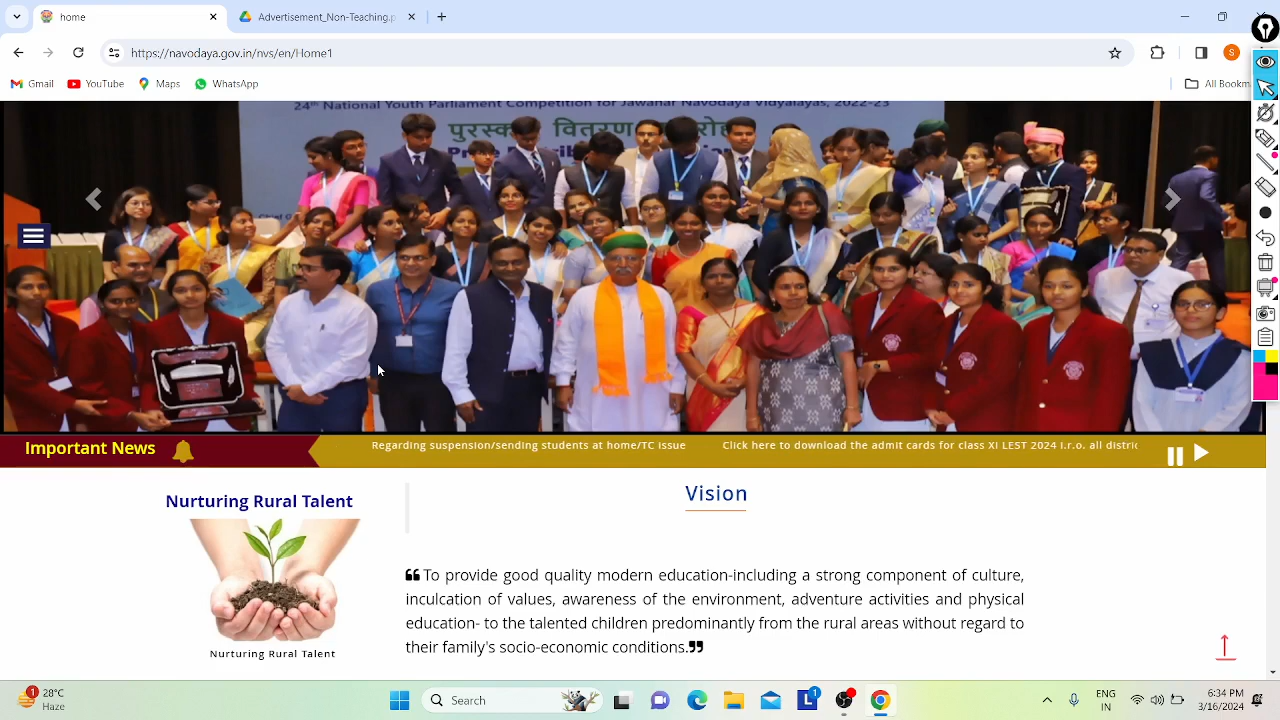 home
Advertisement_Non-Teaching.p
https://navodaya.gov.in/nvs/en/Home1
S
Gmail
YouTube
Maps
WhatsApp
All Bookm
24th National Youth Parliament Competition for Jawahar Navodaya Vidyalayas, 2022-23
Important News
Regarding suspension/sending students at home/TC issue
Click here to download the admit cards for class XI LEST 2024 i.r.o. all distric
Nurturing Rural Talent
Vision
To provide good quality modern education-including a strong component of culture,
inculcation of values, awareness of the environment, adventure activities and physical
education- to the talented children predominantly from the rural areas without regard to
their family's socio-economic conditions.
Nurturing Rural Talent
1
28°C
Haze
Search
1
ENG
IN
6:34 PM
3/16/2024